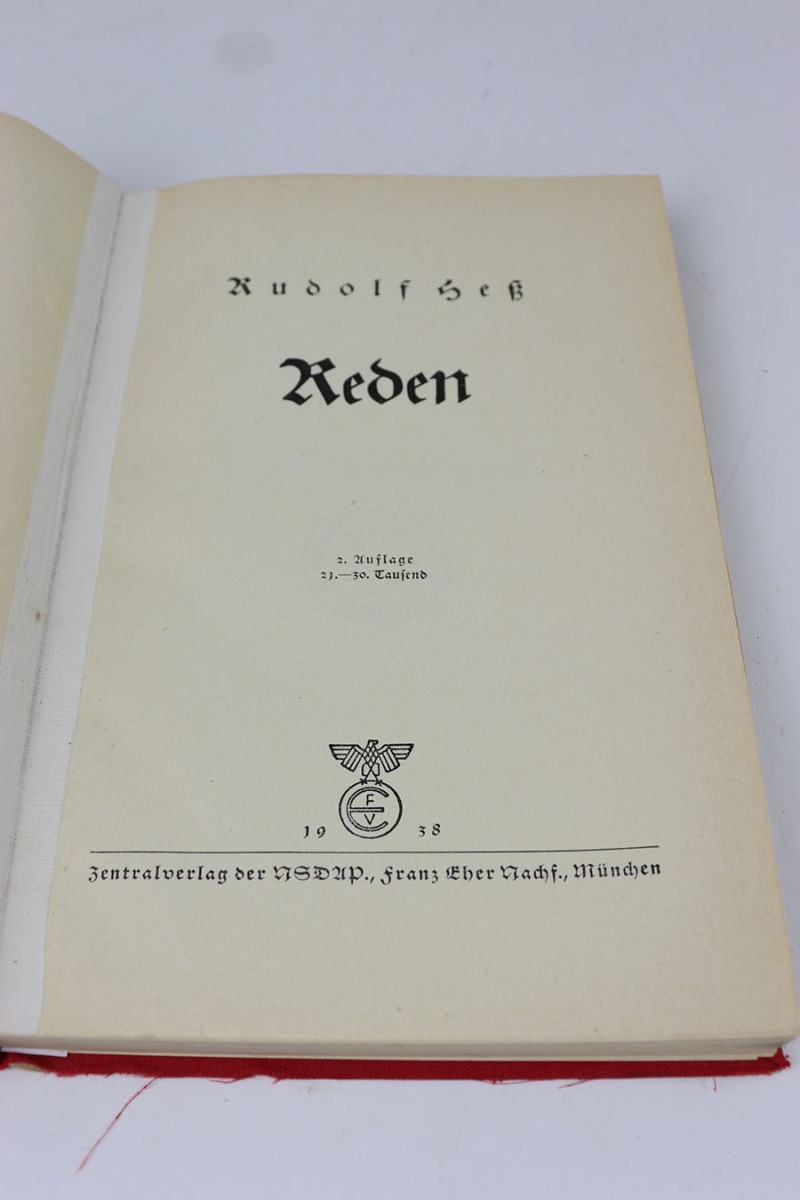 Rudolf Heß
Reden
2. Auflage
21.—30. Tausend
F
E
V
19 38
Zentralverlag der NSDAP., Franz Eher Nachf., München